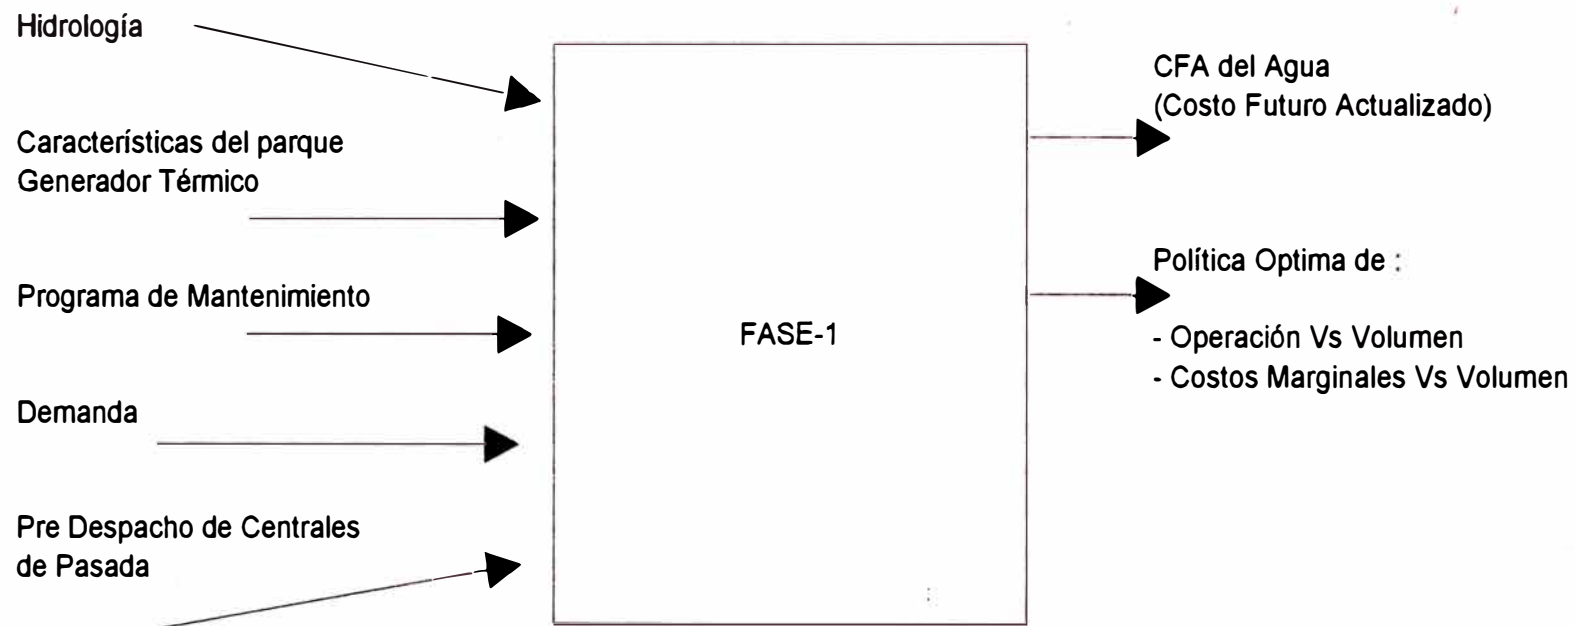 Hidrología
Características del parque
Generador Térmico
Programa de Mantenimiento
Demanda
Pre Despacho de Centrales
de Pasada
FASE-1
CFA del Agua
(Costo Futuro Actualizado)
Política Optima de :
- Operación Vs Volumen
- Costos Marginales Vs Volumen